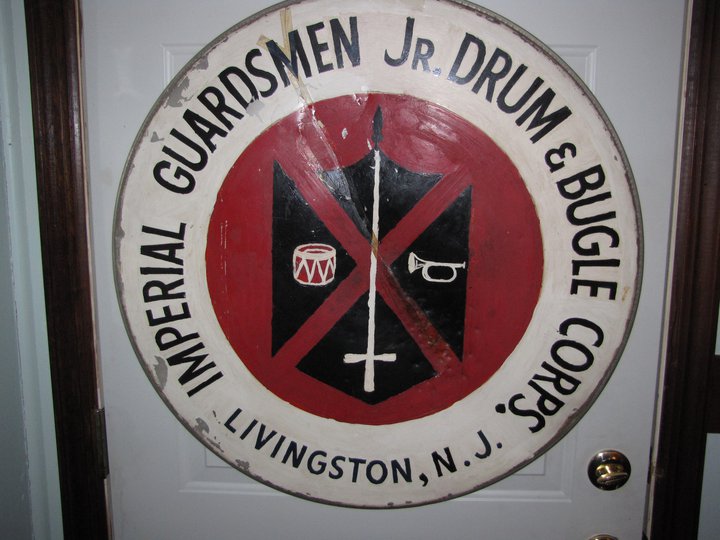 IMPERIAL GUARDSMEN JR. DRUM & BUGLE CORPS.
LIVINGSTON, N.J.